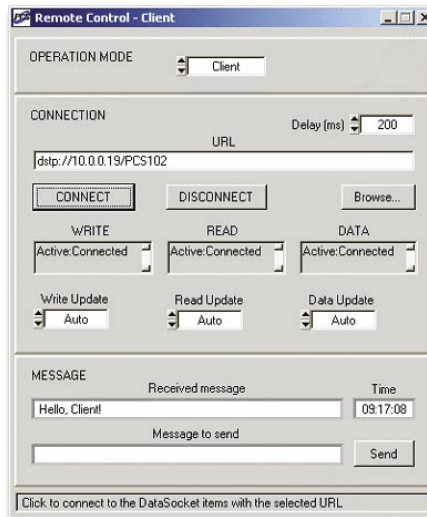 PCS Remote Control - Client
OPERATION MODE
Client
CONNECTION
Delay (ms) 200
URL
dstp://10.0.0.19/PCS102
CONNECT DISCONNECT Browse...
WRITE READ DATA
Active:Connected Active:Connected Active:Connected
Write Update Read Update Data Update
Auto Auto Auto
MESSAGE
Received message Time
Hello, Client! 09:17:08
Message to send
Send
Click to connect to the DataSocket items with the selected URL